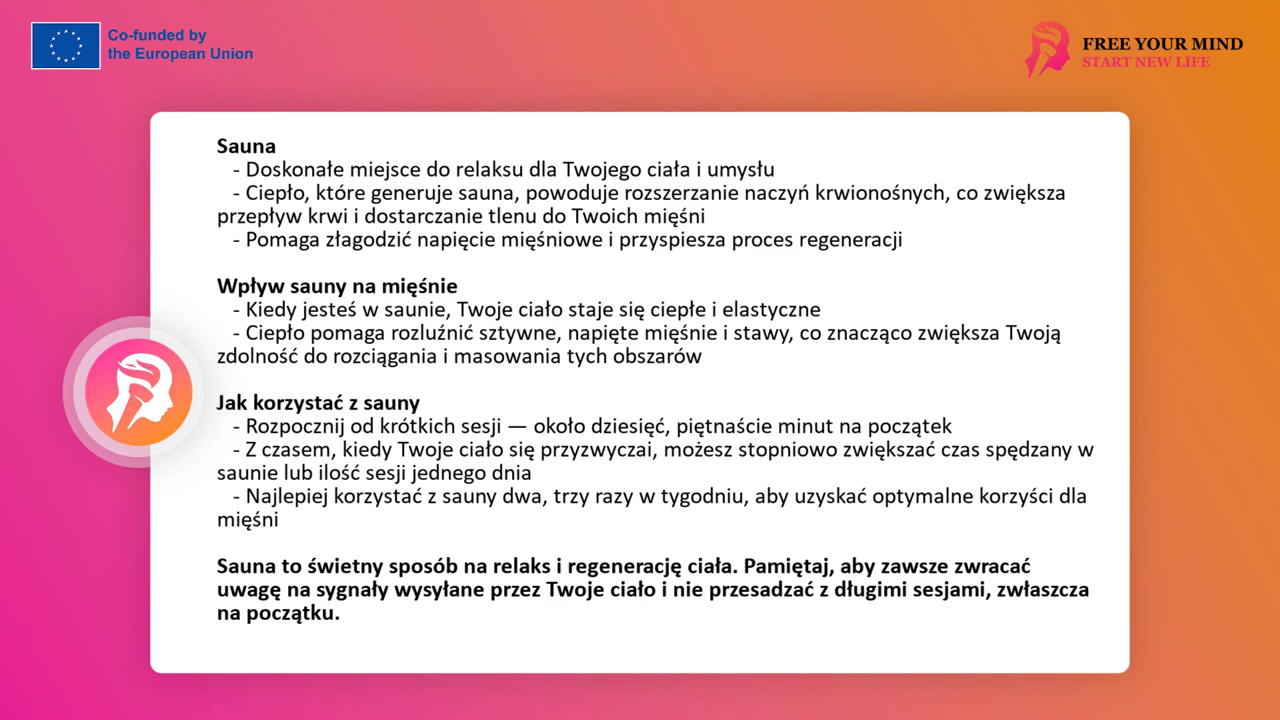 Co-funded by
the European Union
FREE YOUR MIND
START NEW LIFE
Sauna
- Doskonałe miejsce do relaksu dla Twojego ciała i umysłu
- Ciepło, które generuje sauna, powoduje rozszerzanie naczyń krwionośnych, co zwiększa
przepływ krwi i dostarczanie tlenu do Twoich mięśni
- Pomaga złagodzić napięcie mięśniowe i przyspiesza proces regeneracji
Wpływ sauny na mięśnie
- Kiedy jesteś w saunie, Twoje ciało staje się ciepłe i elastyczne
- Ciepło pomaga rozluźnić sztywne, napięte mięśnie i stawy, co znacząco zwiększa Twoją
zdolność do rozciągania i masowania tych obszarów
Jak korzystać z sauny
- Rozpocznij od krótkich sesji — około dziesięć, piętnaście minut na początek
- Z czasem, kiedy Twoje ciało się przyzwyczai, możesz stopniowo zwiększać czas spędzany w
saunie lub ilość sesji jednego dnia
- Najlepiej korzystać z sauny dwa, trzy razy w tygodniu, aby uzyskać optymalne korzyści dla
mięśni
Sauna to świetny sposób na relaks i regenerację ciała. Pamiętaj, aby zawsze zwracać
uwagę na sygnały wysyłane przez Twoje ciało i nie przesadzać z długimi sesjami, zwłaszcza
na początku.